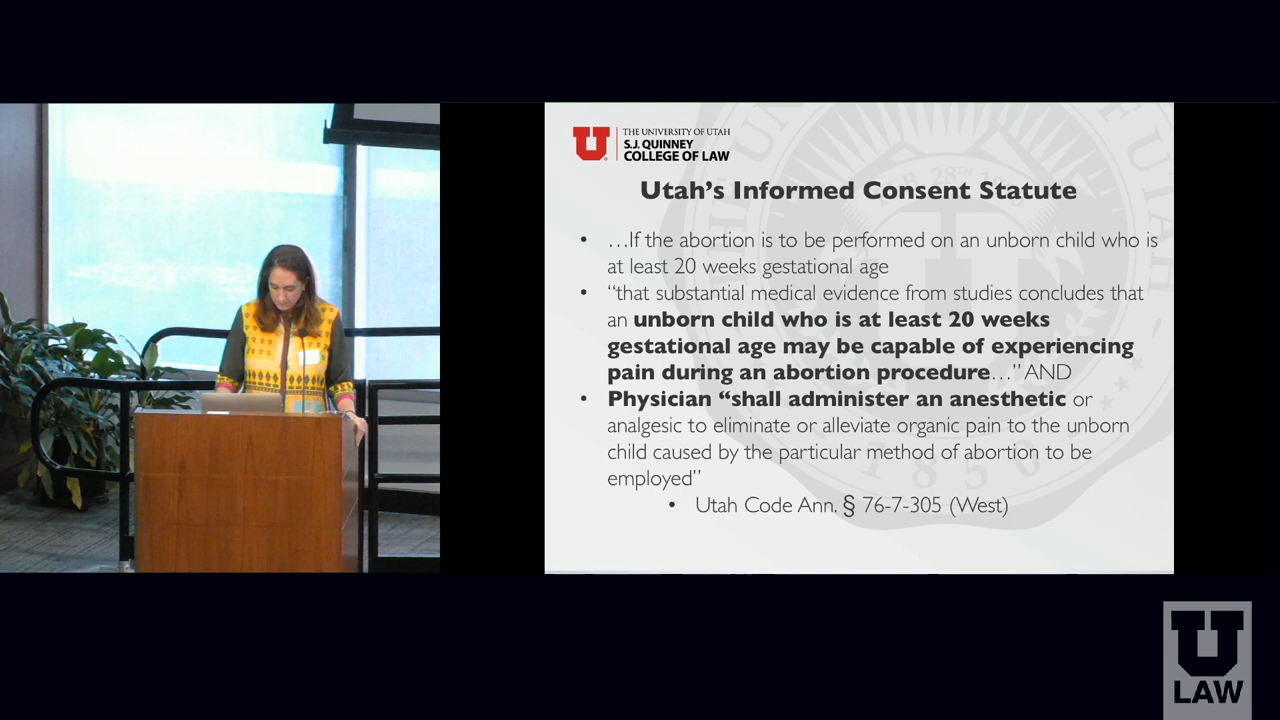 THE UNIVERSITY OF UTAH
S.J. QUINNEY
COLLEGE OF LAW
Utah's Informed Consent Statute
• …If the abortion is to be performed on an unborn child who is
at least 20 weeks gestational age
• “that substantial medical evidence from studies concludes that
an unborn child who is at least 20 weeks
gestational age may be capable of experiencing
pain during an abortion procedure…” AND
• Physician “shall administer an anesthetic or
analgesic to eliminate or alleviate organic pain to the unborn
child caused by the particular method of abortion to be
employed”
• Utah Code Ann. § 76-7-305 (West)
1850
U
LAW